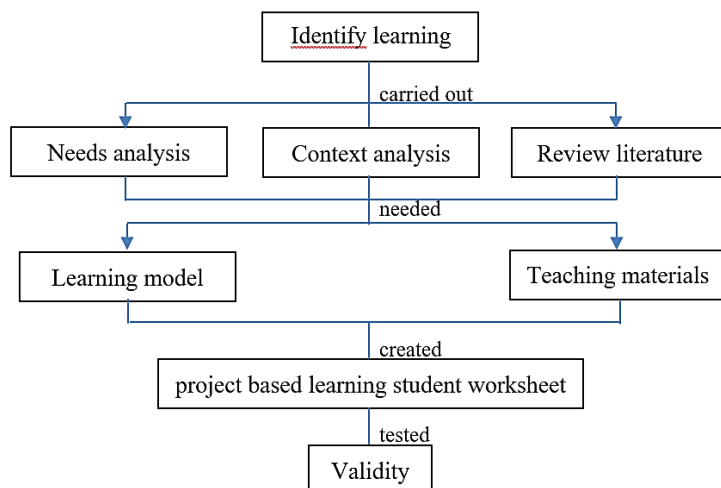 Identify learning
carried out
Needs analysis
Context analysis
Review literature
needed
Learning model
Teaching materials
created
project based learning student worksheet
tested
Validity